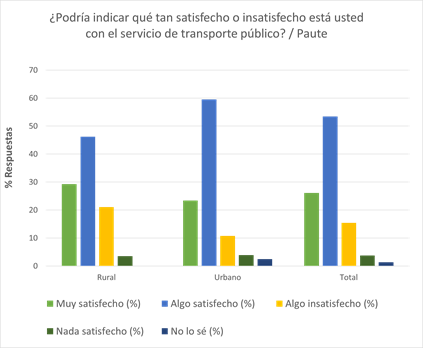 ¿Podría indicar qué tan satisfecho o insatisfecho está usted
con el servicio de transporte público? / Paute
% Respuestas
70
60
50
40
30
20
10
0
Rural
Urbano
Total
Muy satisfecho (%)
Algo satisfecho (%)
Algo insatisfecho (%)
Nada satisfecho (%)
No lo sé (%)